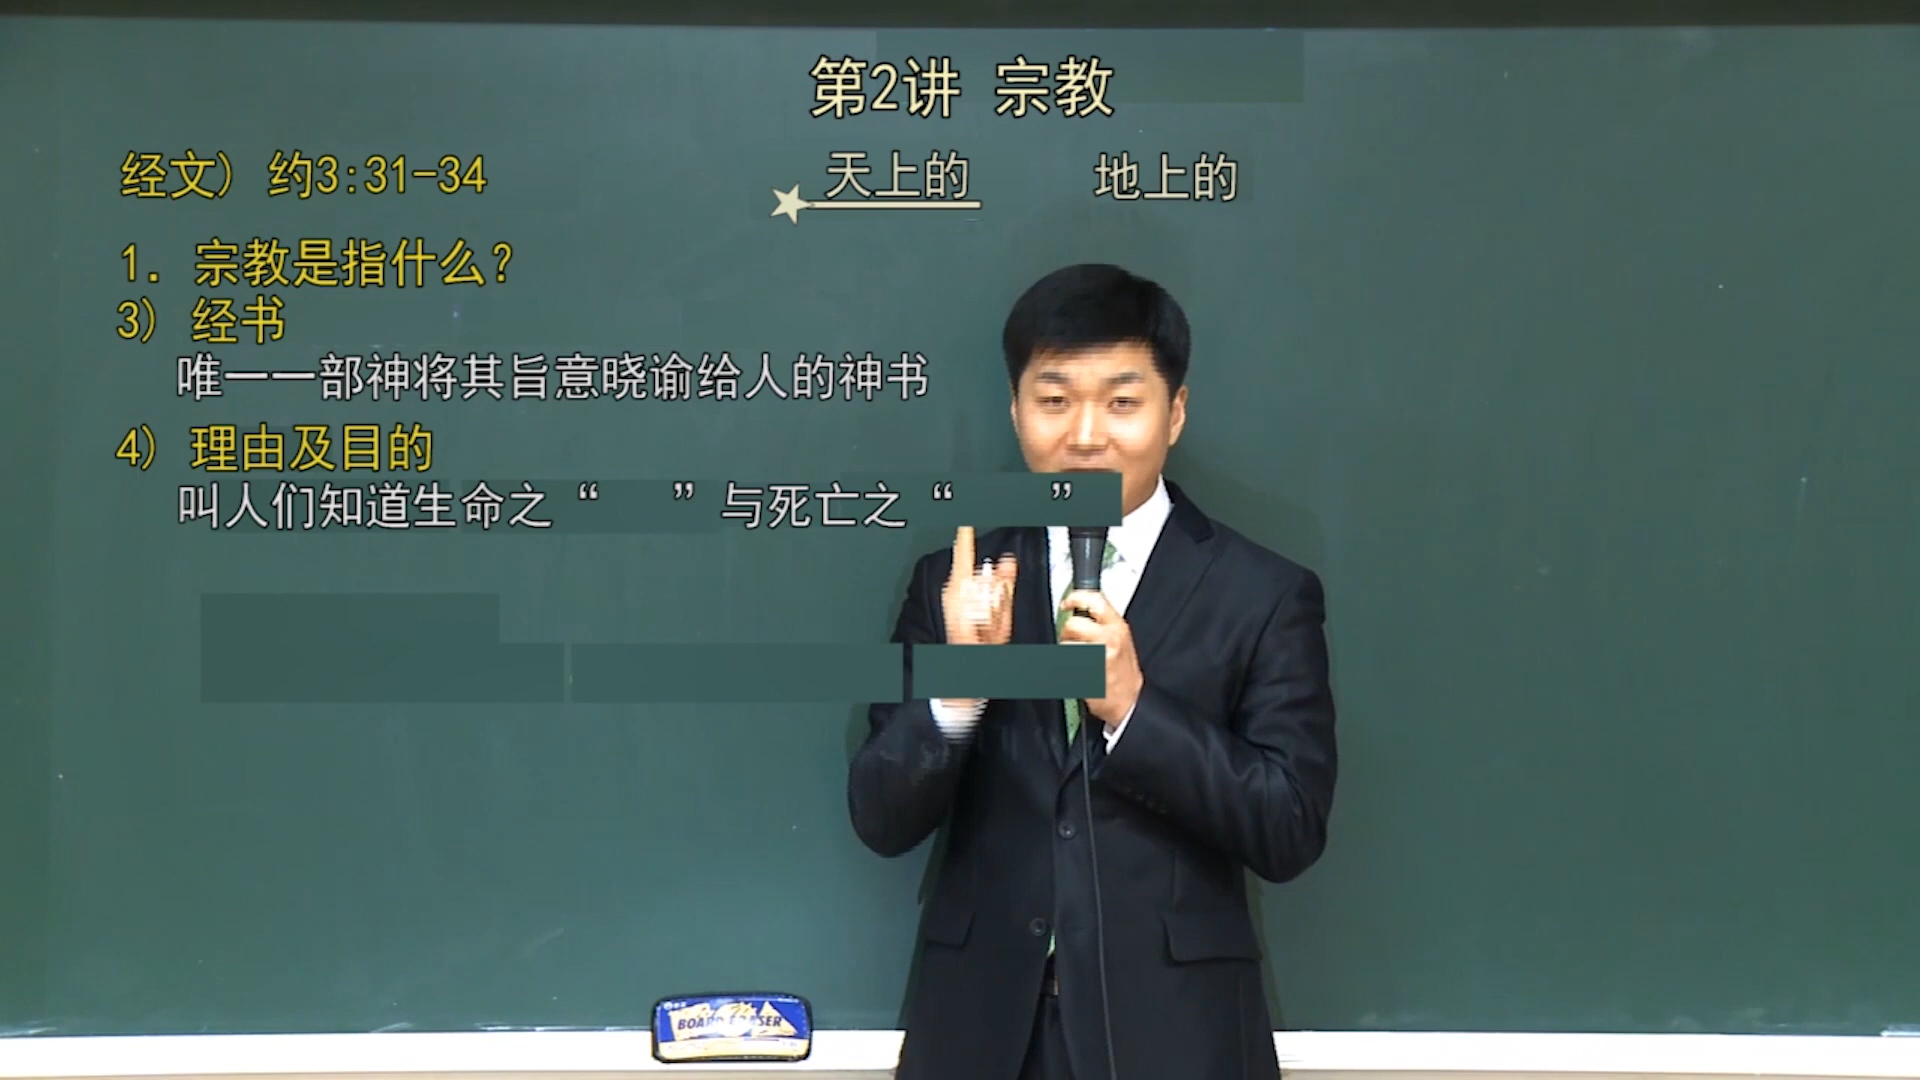 第2讲 宗教
经文) 约3:31-34
天上的 地上的
1. 宗教是指什么?
3) 经书
唯一一部神将其旨意晓谕给人的神书
4) 理由及目的
叫人们知道生命之“ ”与死亡之“ ”
BOARD ERASER